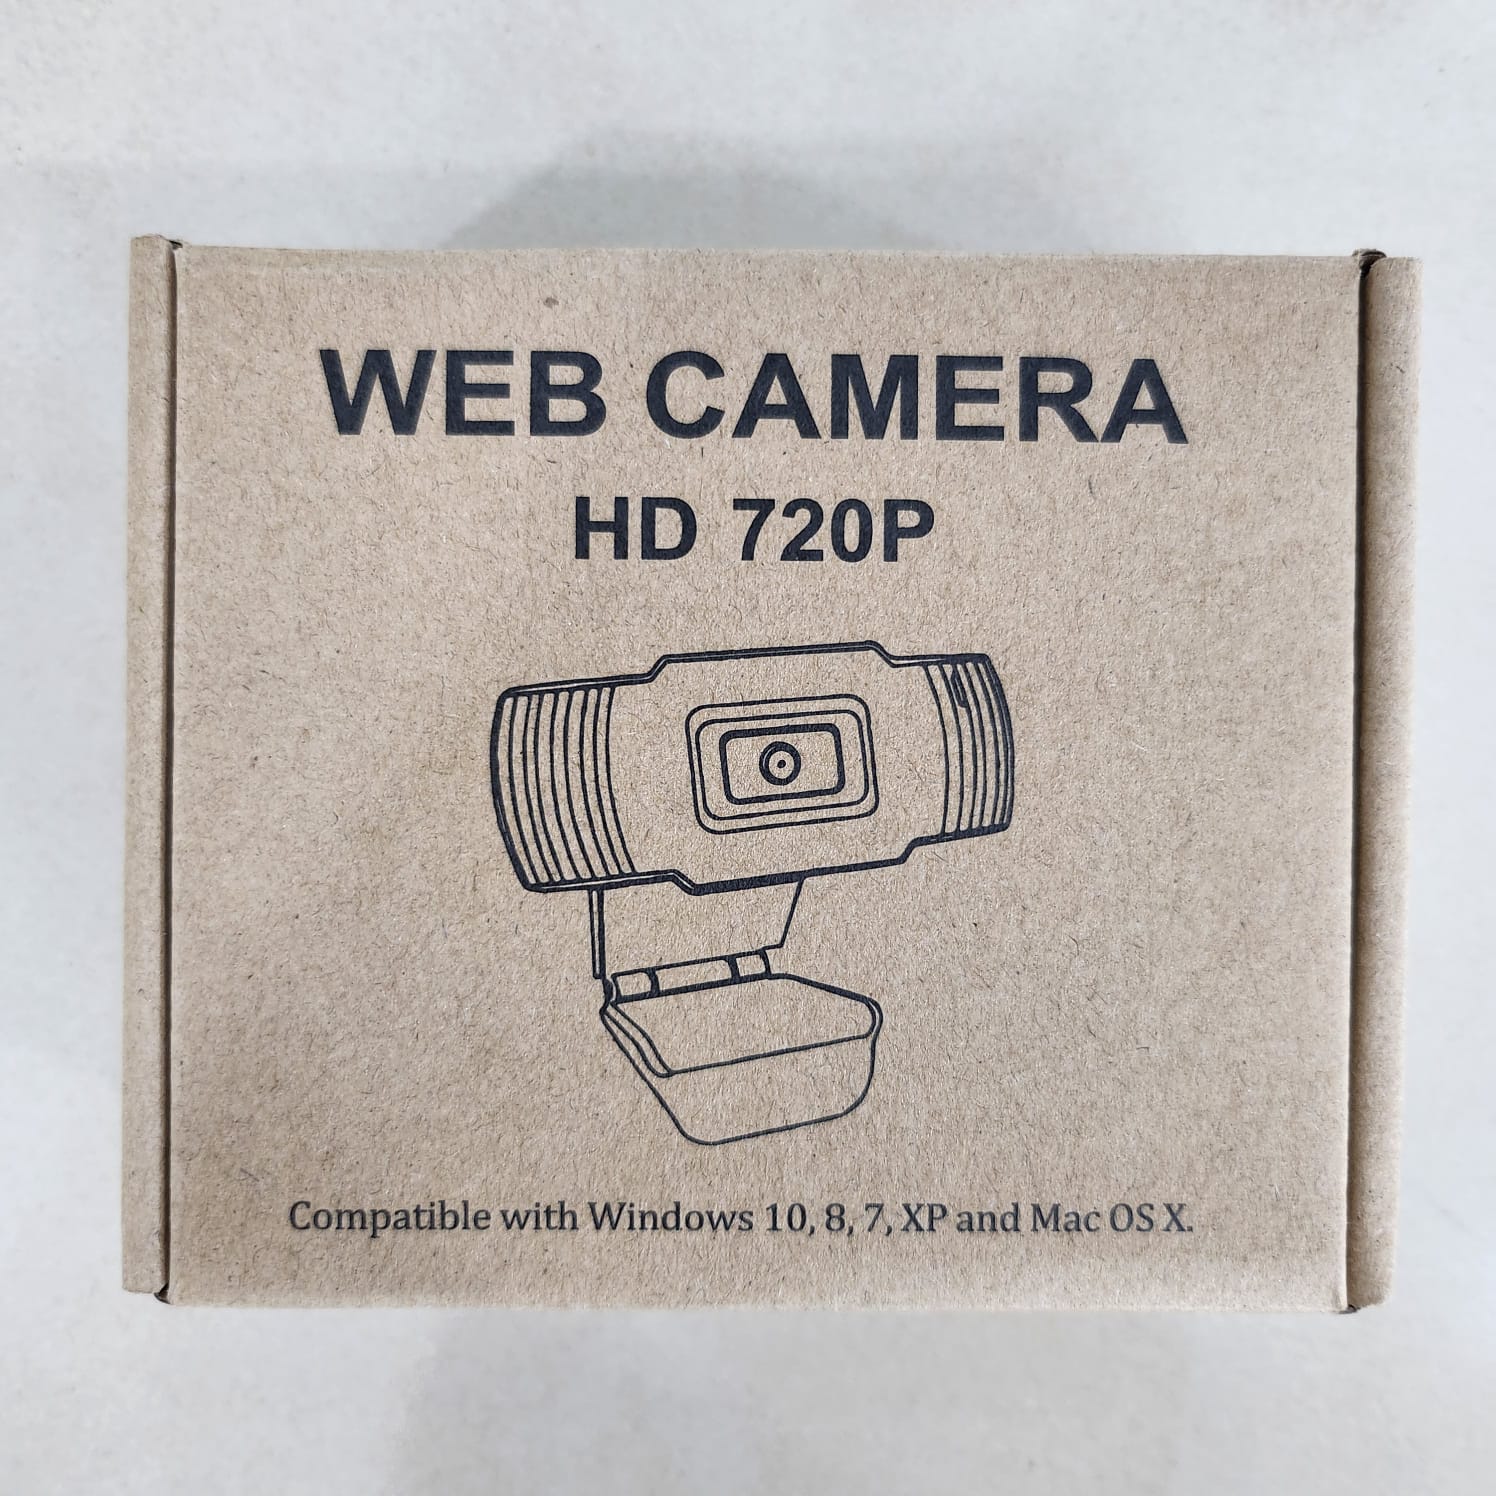 WEB CAMERA
HD 720P
Compatible with Windows 10, 8, 7, XP and Mac OS X.